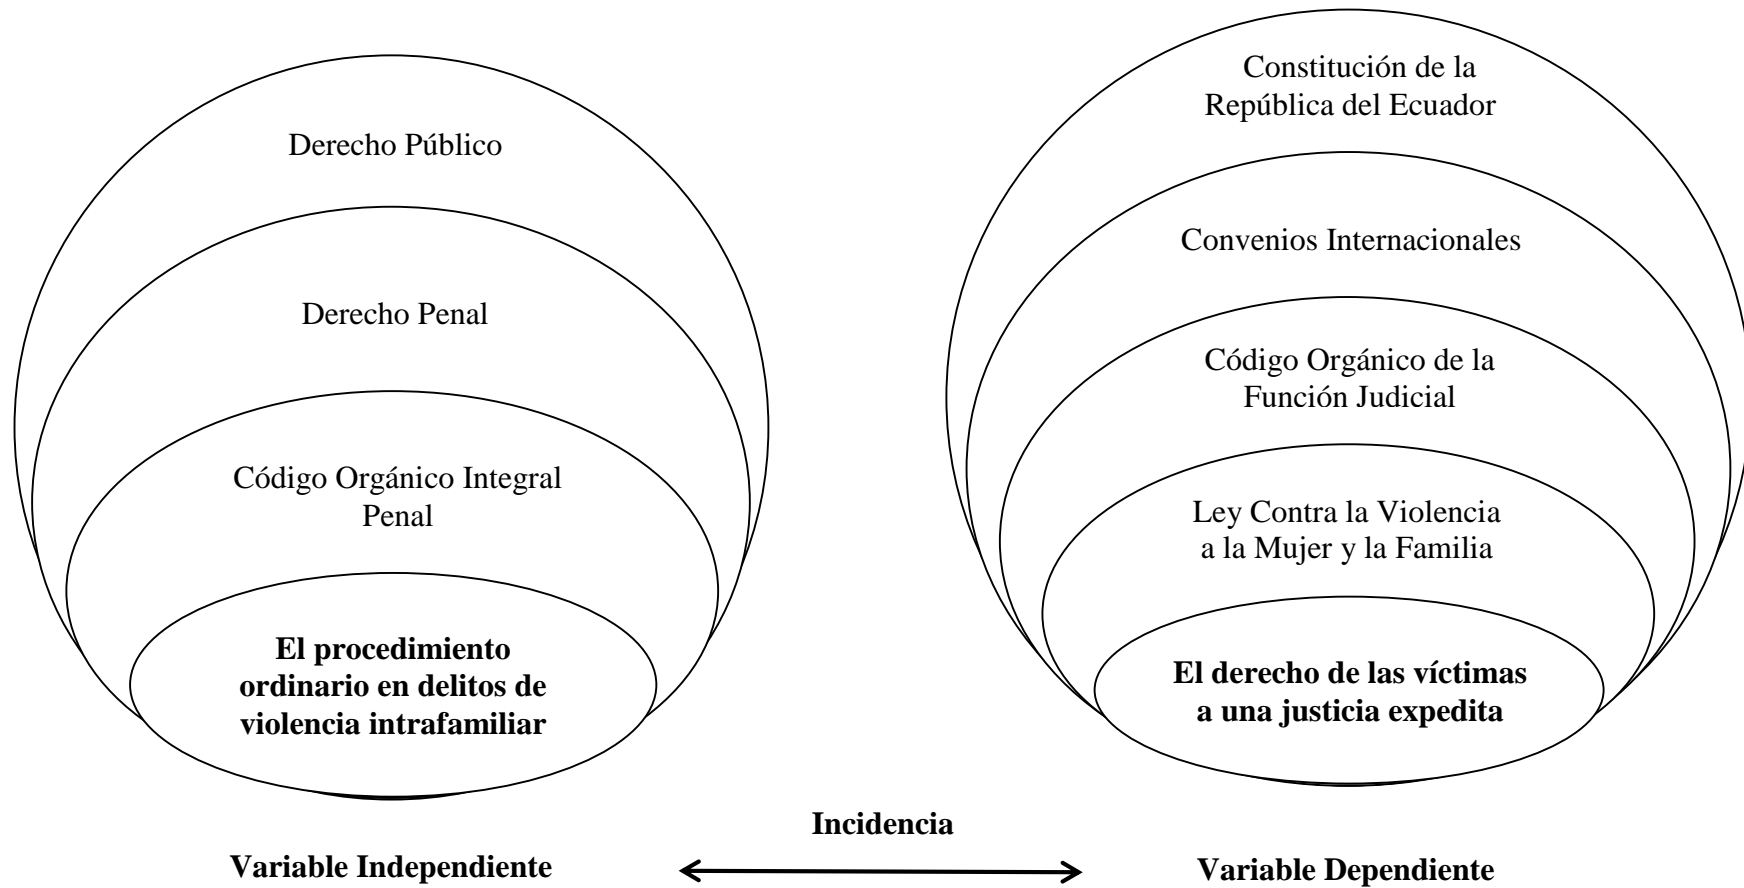 Derecho Público
Derecho Penal
Código Orgánico Integral
Penal
El procedimiento
ordinario en delitos de
violencia intrafamiliar
Constitución de la
República del Ecuador
Convenios Internacionales
Código Orgánico de la
Función Judicial
Ley Contra la Violencia
a la Mujer y la Familia
El derecho de las víctimas
a una justicia expedita
Incidencia
Variable Independiente
Variable Dependiente